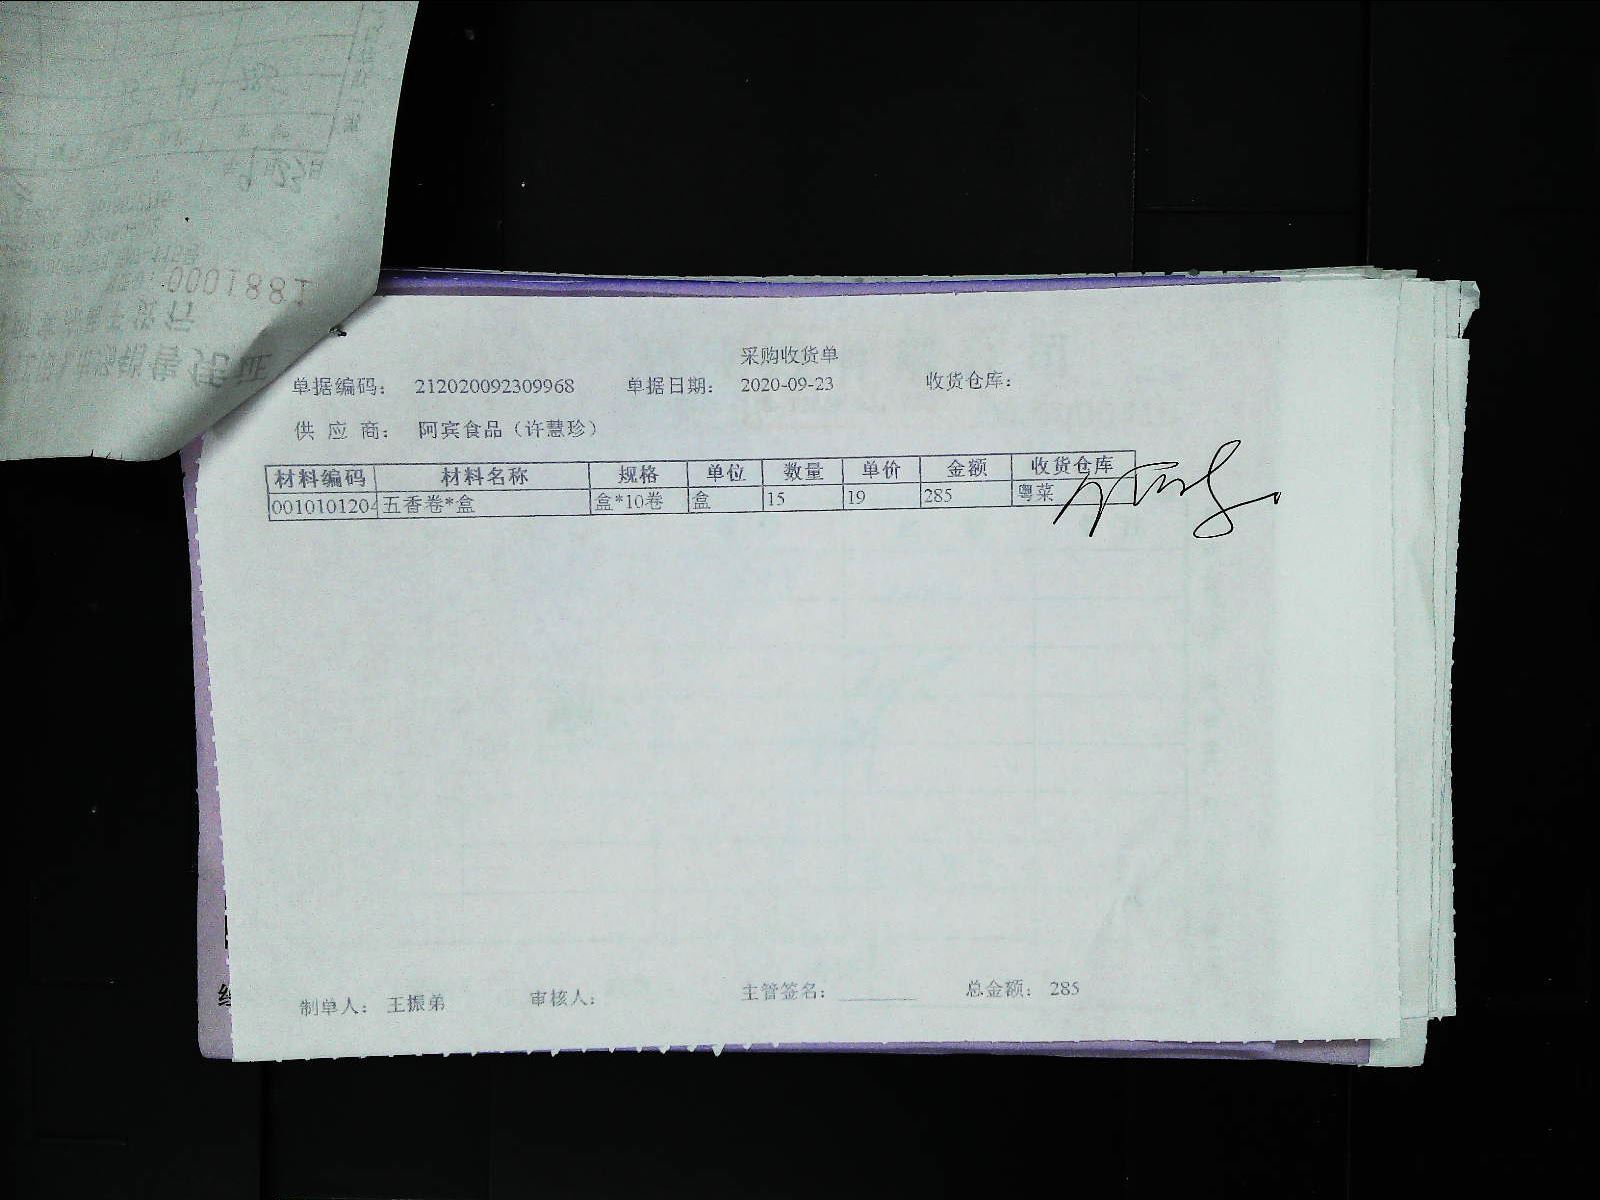 0001881
采购收货单
单据编码： 212020092309968 单据日期： 2020-09-23 收货仓库：
供 应 商： 阿宾食品（许慧珍）
材料编码 材料名称 规格 单位 数量 单价 金额 收货仓库
0010101204 五香卷*盒 盒*10卷 盒 15 19 285 粤菜
制单人： 王振弟 审核人： 主管签名： 总金额： 285